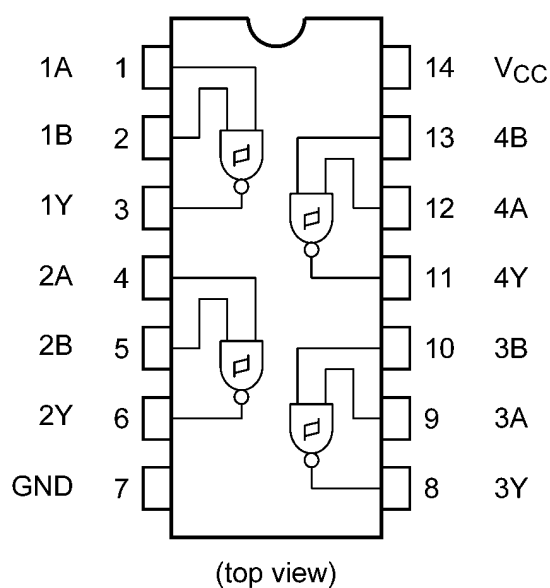 1A 1 14 VCC
1B 2 13 4B
1Y 3 12 4A
2A 4 11 4Y
2B 5 10 3B
2Y 6 9 3A
GND 7 8 3Y
(top view)